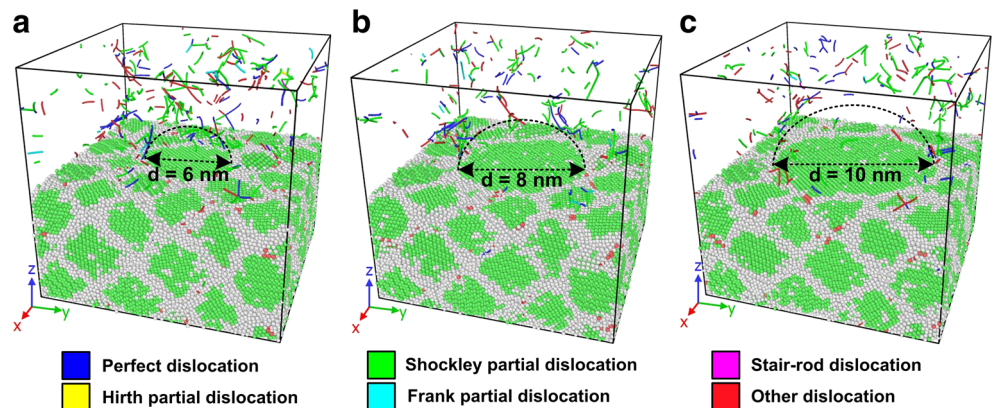 a
b
c
d = 6 nm
d = 8 nm
d = 10 nm
z
y
x
z
y
x
z
y
x
Perfect dislocation
Shockley partial dislocation
Stair-rod dislocation
Hirth partial dislocation
Frank partial dislocation
Other dislocation